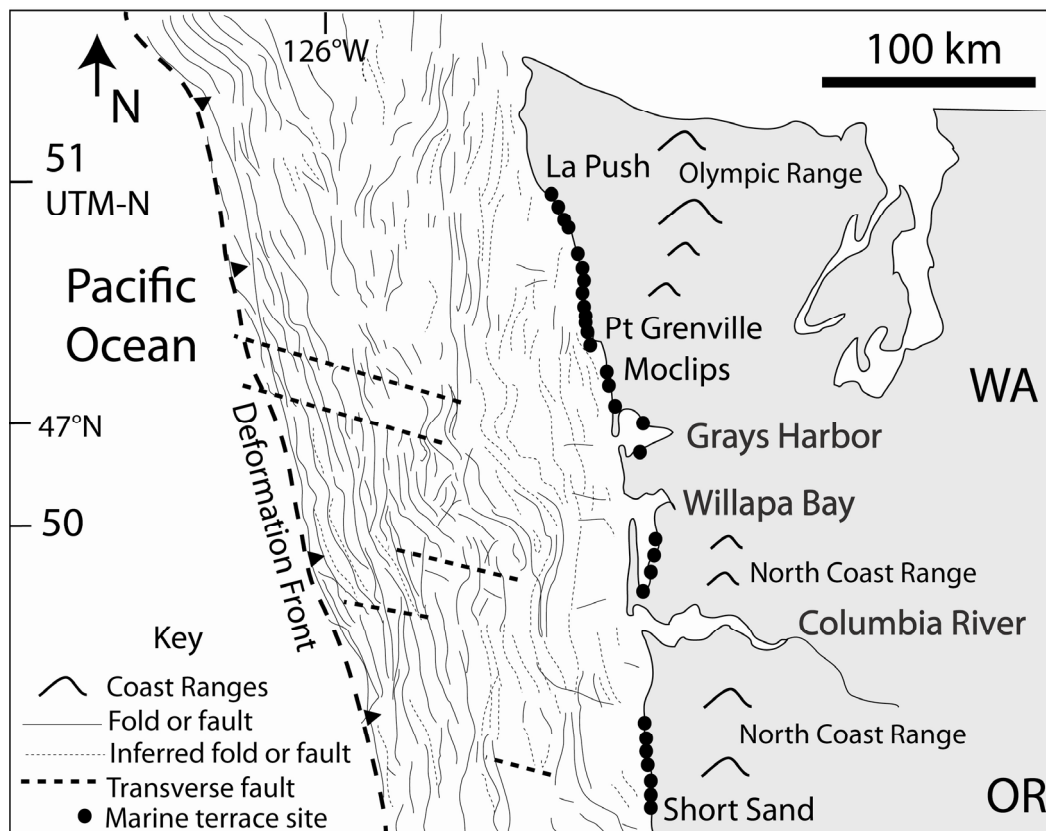 126°W
100 km
N
51
UTM-N
La Push
Olympic Range
Pacific
Ocean
Pt Grenville
Moclips
WA
47°N
Grays Harbor
Deformation Front
Willapa Bay
50
North Coast Range
Columbia River
Key
Coast Ranges
Fold or fault
Inferred fold or fault
Transverse fault
Marine terrace site
North Coast Range
OR
Short Sand